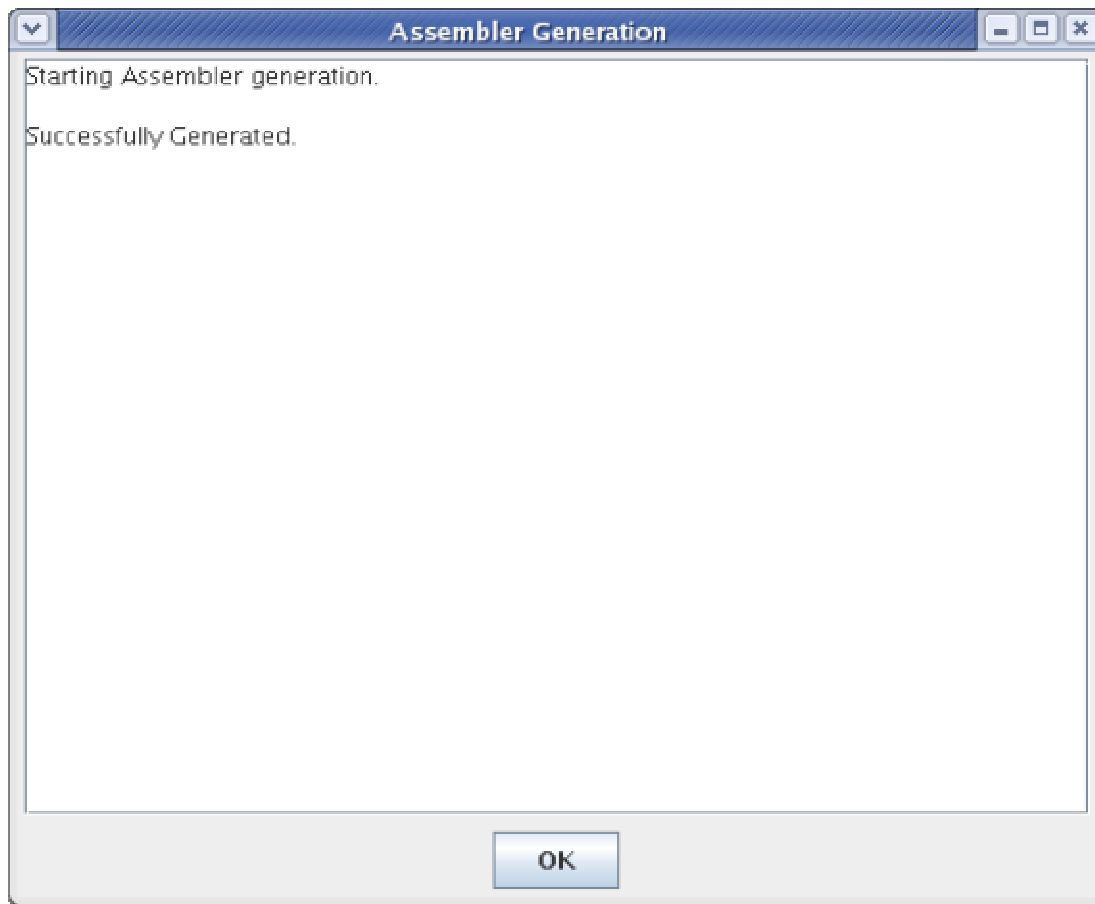 Assembler Generation
Starting Assembler generation.
Successfully Generated.
OK